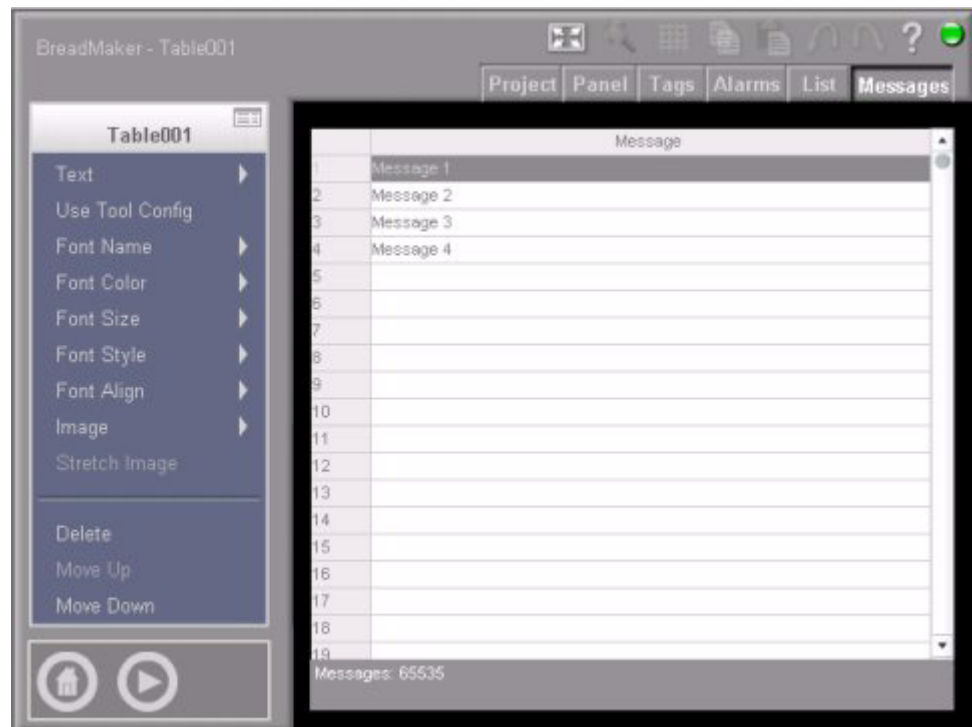 BreadMaker - Table001
?
Project Panel Tags Alarms List Messages
Table001
Text
Use Tool Config
Font Name
Font Color
Font Size
Font Style
Font Align
Image
Stretch Image
Delete
Move Up
Move Down
Message
1 Message 1
2 Message 2
3 Message 3
4 Message 4
5
6
7
8
9
10
11
12
13
14
15
16
17
18
19
Messages: 65535